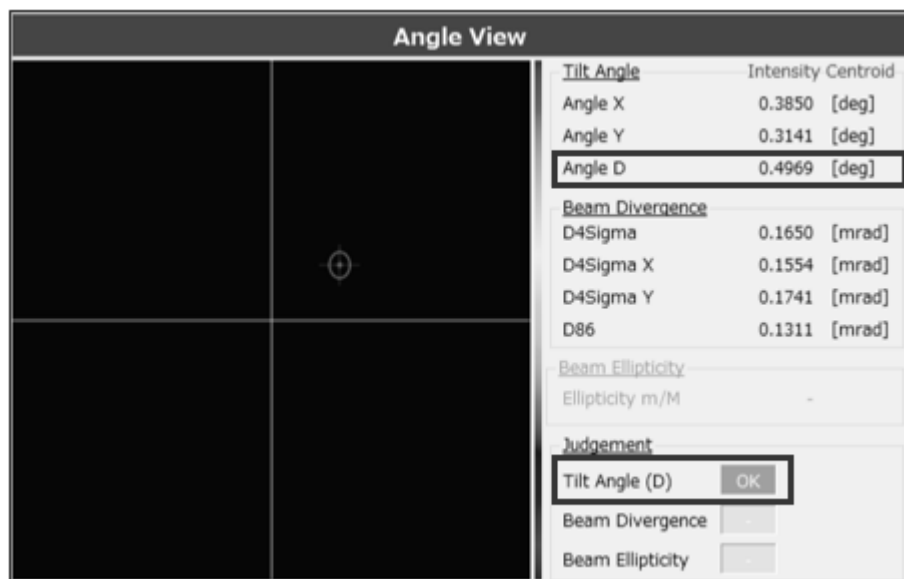 Angle View
Tilt Angle Intensity Centroid
Angle X 0.3850 [deg]
Angle Y 0.3141 [deg]
Angle D 0.4969 [deg]
Beam Divergence
D4Sigma 0.1650 [mrad]
D4Sigma X 0.1554 [mrad]
D4Sigma Y 0.1741 [mrad]
D86 0.1311 [mrad]
Beam Ellipticity
Ellipticity m/M -
Judgement
Tilt Angle (D) OK
Beam Divergence -
Beam Ellipticity -